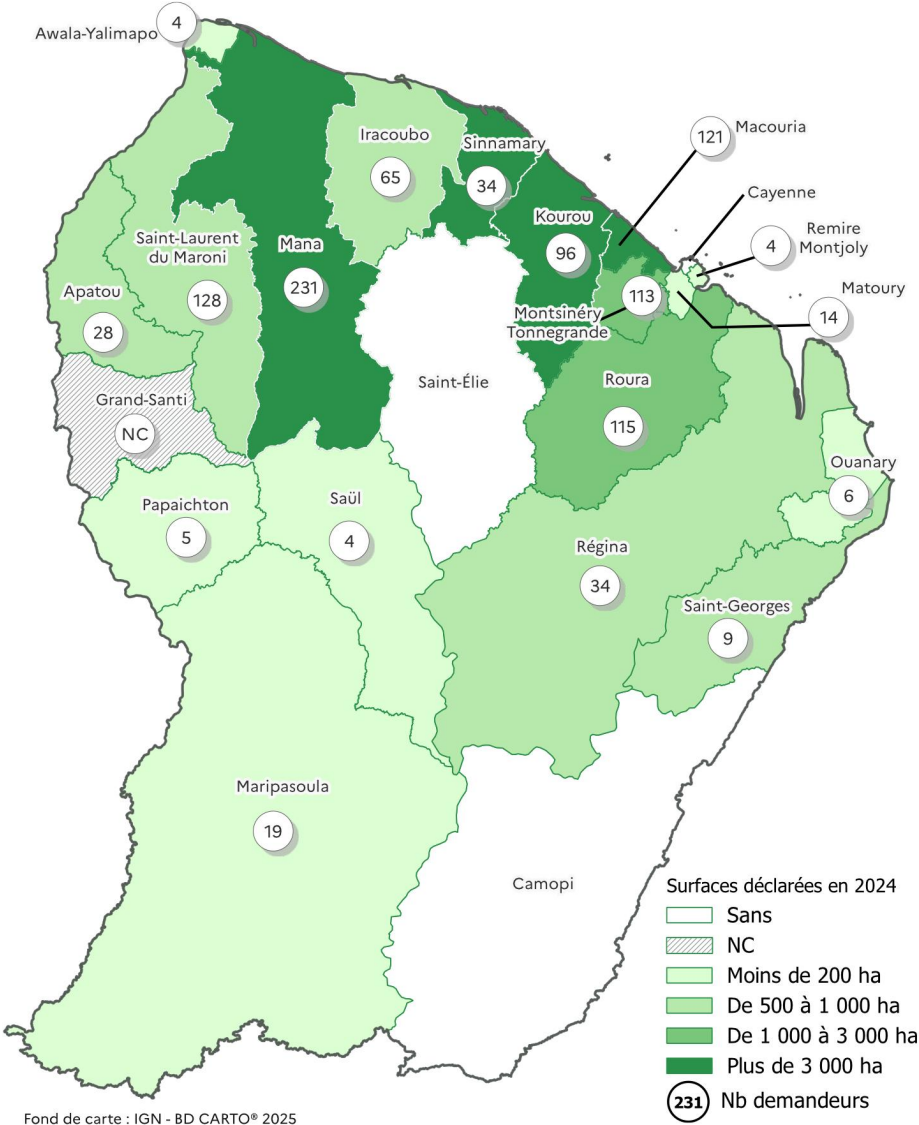 Awala-Yalimapo
4
Iracoubo
65
Sinnamary
34
121
Macouria
Kourou
96
Cayenne
4
Remire
Montjoly
Saint-Laurent
du Maroni
128
Mana
231
Apatou
28
Montsinéry
Tonnegrande
113
Matoury
14
Saint-Élie
Roura
115
Grand-Santi
NC
Papaichton
5
Saül
4
Ouanary
6
Régina
34
Saint-Georges
9
Maripasoula
19
Camopi
Surfaces déclarées en 2024
Sans
NC
Moins de 200 ha
De 500 à 1 000 ha
De 1 000 à 3 000 ha
Plus de 3 000 ha
231 Nb demandeurs
Fond de carte : IGN - BD CARTO® 2025